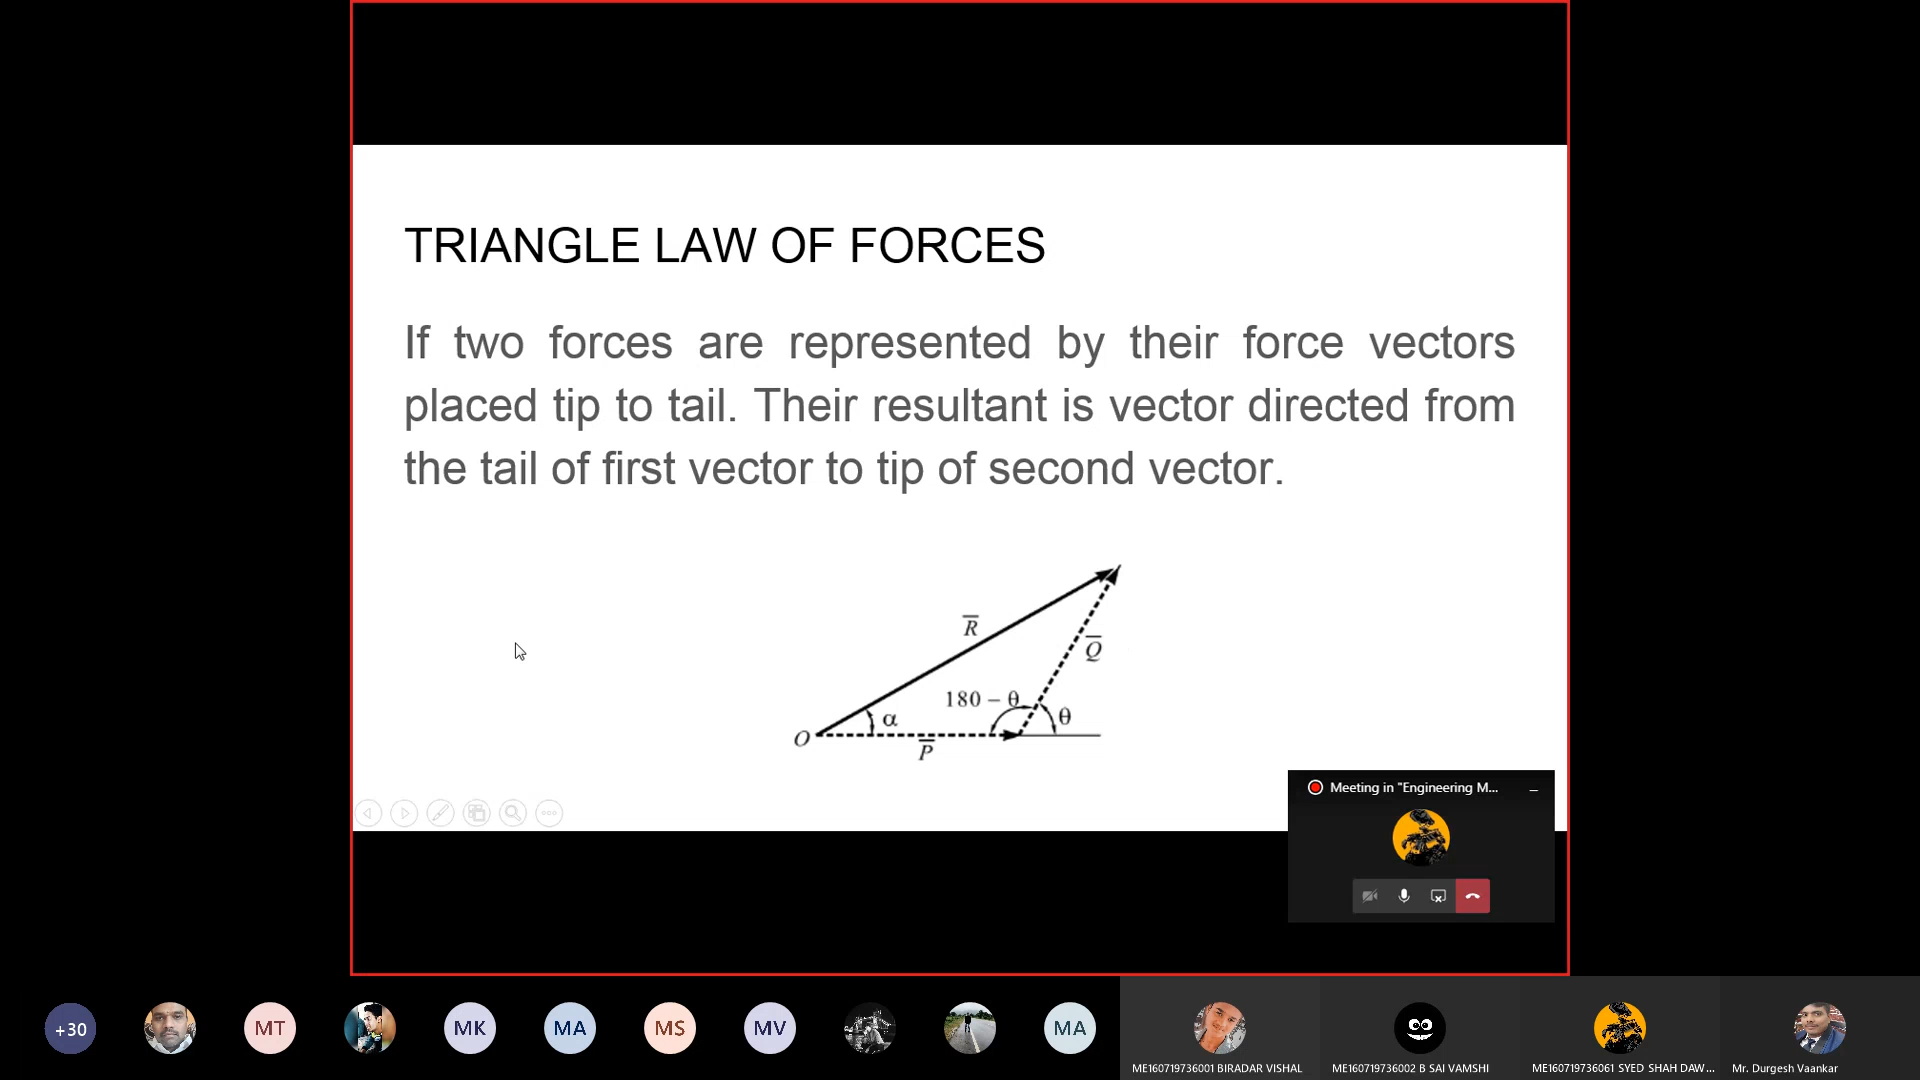 TRIANGLE LAW OF FORCES
If two forces are represented by their force vectors
placed tip to tail. Their resultant is vector directed from
the tail of first vector to tip of second vector.
R
Q
180 – θ
α
θ
O
P
Meeting in "Engineering M...
+30
MT
MK
MA
MS
MV
MA
ME160719736001 BIRADAR VISHAL
ME160719736002 B SAI VAMSHI
ME160719736061 SYED SHAH DAW...
Mr. Durgesh Vaankar